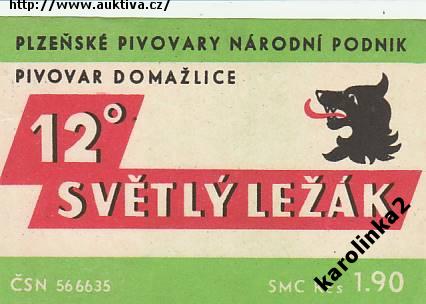 http://www.auktiva.cz/
PLZEŇSKÉ PIVOVARY NÁRODNÍ PODNIK
PIVOVAR DOMAŽLICE
12°
SVĚTLÝ LEŽÁK
ČSN 566635
SMC Kčs 1.90
karolinka2